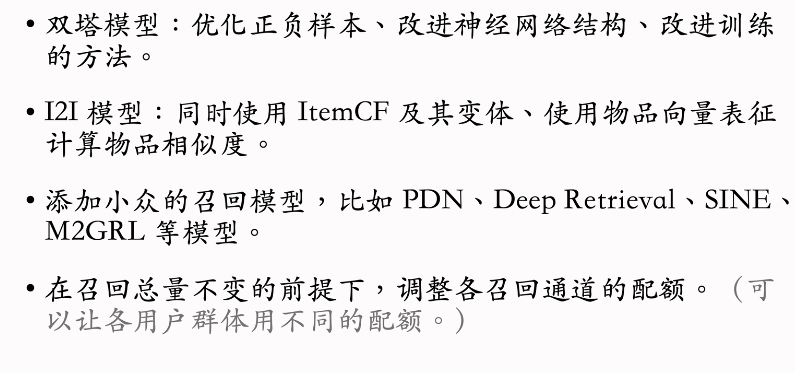 • 双塔模型：优化正负样本、改进神经网络结构、改进训练
的方法。
• I2I 模型：同时使用 ItemCF 及其变体、使用物品向量表征
计算物品相似度。
• 添加小众的召回模型，比如 PDN、Deep Retrieval、SINE、
M2GRL 等模型。
• 在召回总量不变的前提下，调整各召回通道的配额。（可
以让各用户群体用不同的配额。）